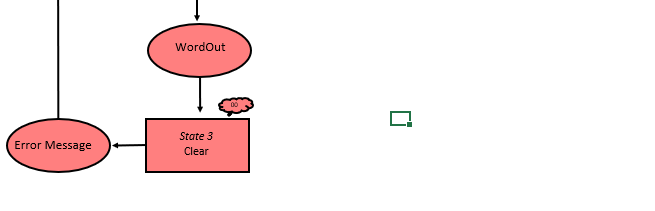 WordOut
00
State 3
Clear
Error Message